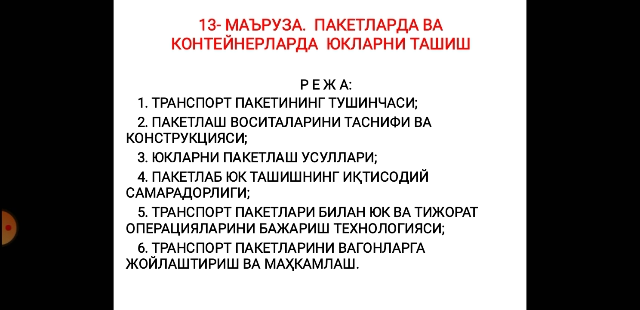 13- МАЪРУЗА. ПАКЕТЛАРДА ВА
КОНТЕЙНЕРЛАРДА ЮКЛАРНИ ТАШИШ
Р Е Ж А:
1. ТРАНСПОРТ ПАКЕТИНИНГ ТУШИНЧАСИ;
2. ПАКЕТЛАШ ВОСИТАЛАРИНИ ТАСНИФИ ВА
КОНСТРУКЦИЯСИ;
3. ЮКЛАРНИ ПАКЕТЛАШ УСУЛЛАРИ;
4. ПАКЕТЛАБ ЮК ТАШИШНИНГ ИҚТИСОДИЙ
САМАРАДОРЛИГИ;
5. ТРАНСПОРТ ПАКЕТЛАРИ БИЛАН ЮК ВА ТИЖОРАТ
ОПЕРАЦИЯЛАРИНИ БАЖАРИШ ТЕХНОЛОГИЯСИ;
6. ТРАНСПОРТ ПАКЕТЛАРИНИ ВАГОНЛАРГА
ЖОЙЛАШТИРИШ ВА МАҲКАМЛАШ.